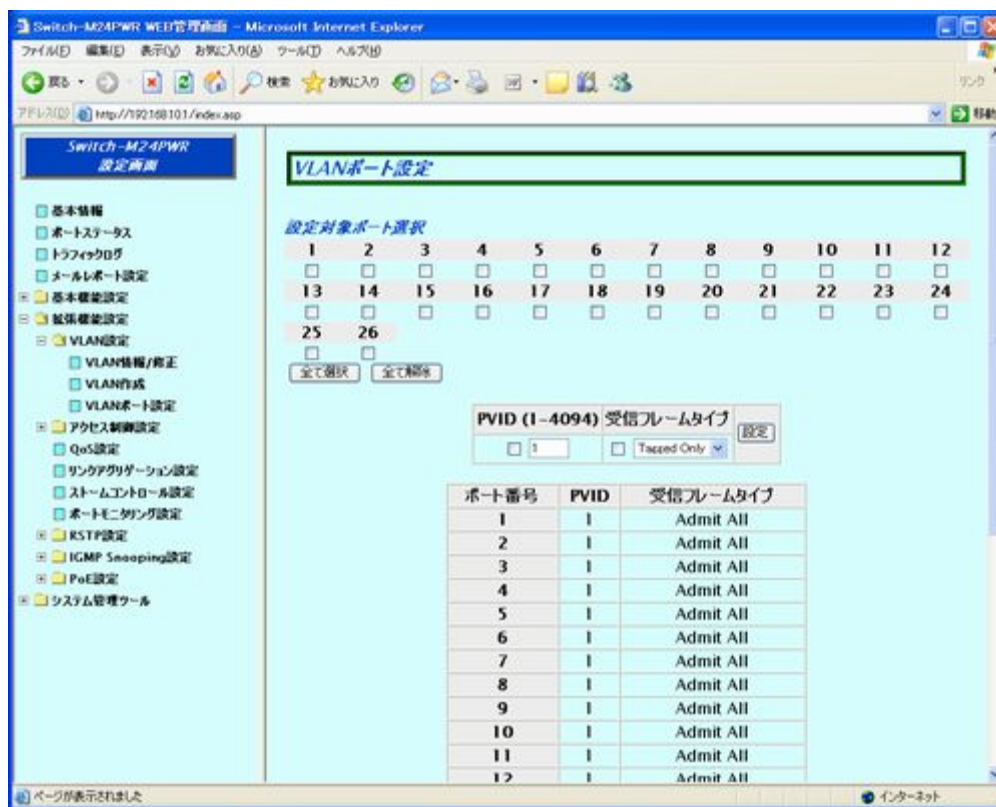 Switch-M24PWR WEB管理画面 - Microsoft Internet Explorer
ファイル(F) 編集(E) 表示(V) お気に入り(A) ツール(T) ヘルプ(H)
戻る 検索 お気に入り リンク
アドレス(D) http://192.168.10.1/index.asp 移動
Switch-M24PWR
設定画面
基本情報
ポートステータス
トラフィックログ
メールレポート設定
基本機能設定
拡張機能設定
VLAN設定
VLAN情報/修正
VLAN作成
VLANポート設定
アクセス制御設定
QoS設定
リンクアグリゲーション設定
ストームコントロール設定
ポートモニタリング設定
RSTP設定
IGMP Snooping設定
PoE設定
システム管理ツール
VLANポート設定
設定対象ポート選択
1 2 3 4 5 6 7 8 9 10 11 12
13 14 15 16 17 18 19 20 21 22 23 24
25 26
全て選択 全て解除
PVID (1-4094) 受信フレームタイプ 設定
1 Tagged Only
ポート番号 PVID 受信フレームタイプ
1 1 Admit All
2 1 Admit All
3 1 Admit All
4 1 Admit All
5 1 Admit All
6 1 Admit All
7 1 Admit All
8 1 Admit All
9 1 Admit All
10 1 Admit All
11 1 Admit All
12 1 Admit All
ページが表示されました インターネット